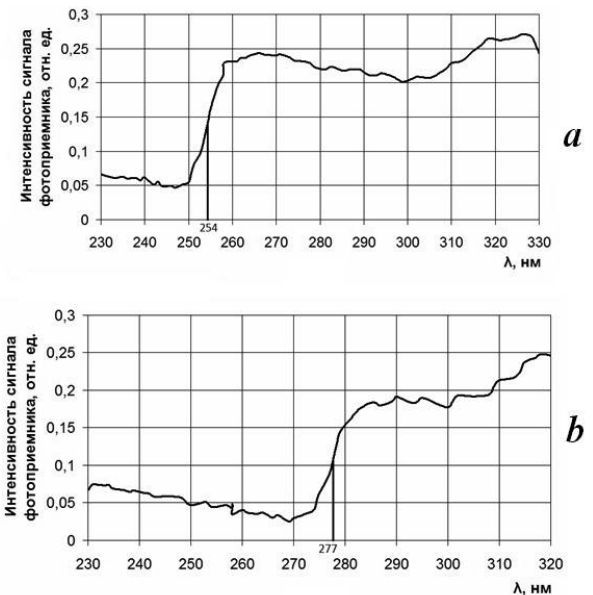 Интенсивность сигнала
фотоприемника, отн. ед.
0,3
0,25
0,2
0,15
0,1
0,05
0
254
230 240 250 260 270 280 290 300 310 320 330
λ, нм
a
Интенсивность сигнала
фотоприемника, отн. ед.
0,3
0,25
0,2
0,15
0,1
0,05
0
277
230 240 250 260 270 280 290 300 310 320
λ, нм
b